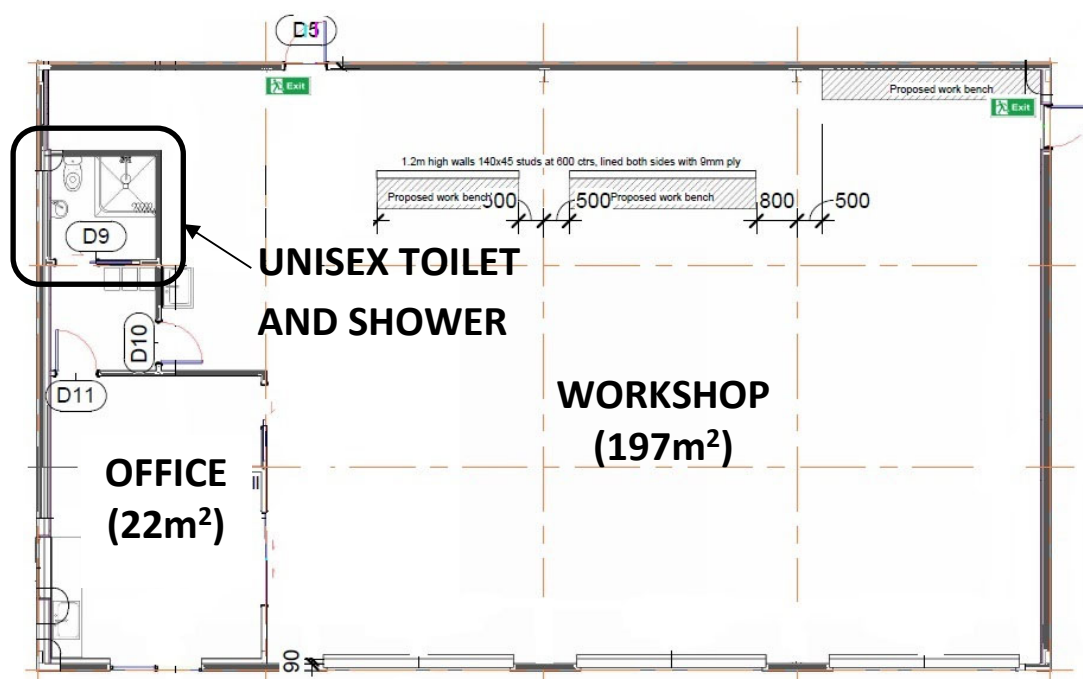 D5
Exit
Proposed work bench
Exit
1.2m high walls 140x45 studs at 600 ctrs, lined both sides with 9mm ply
Proposed work bench
500
Proposed work bench
800
500
D9
UNISEX TOILET
AND SHOWER
D10
D11
WORKSHOP
(197m²)
OFFICE
(22m²)
90